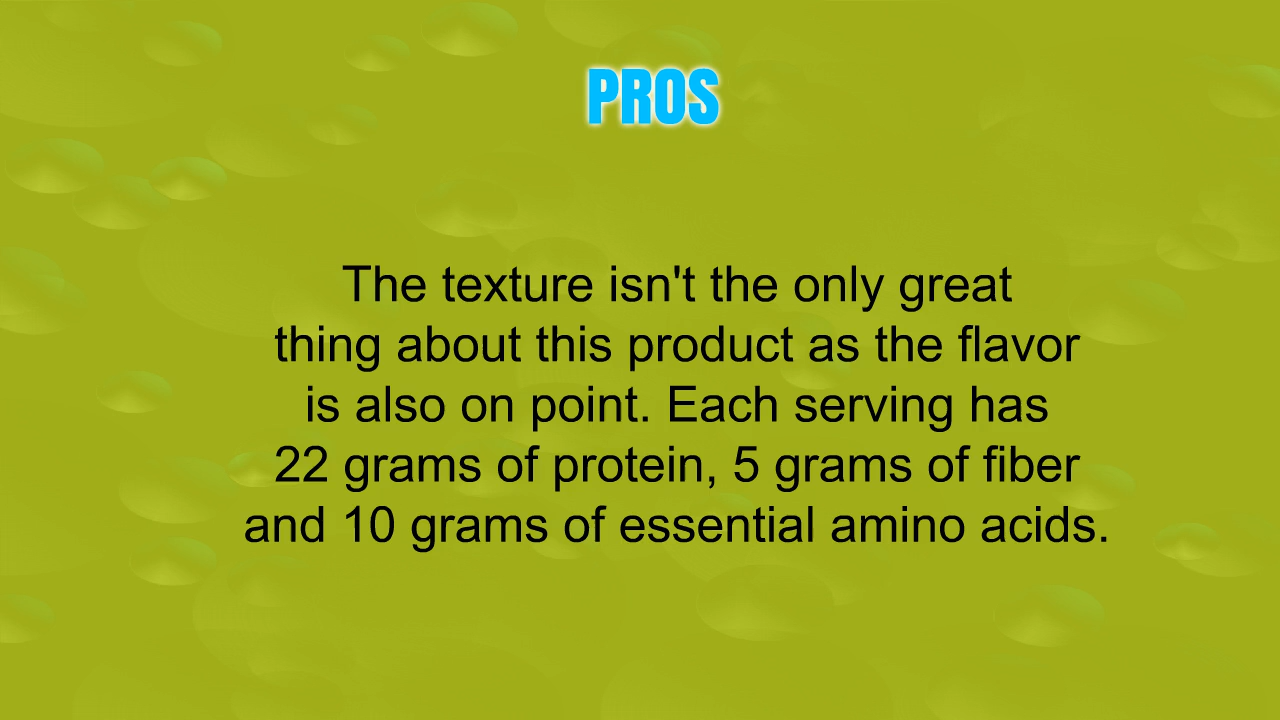 PROS
The texture isn't the only great
thing about this product as the flavor
is also on point. Each serving has
22 grams of protein, 5 grams of fiber
and 10 grams of essential amino acids.